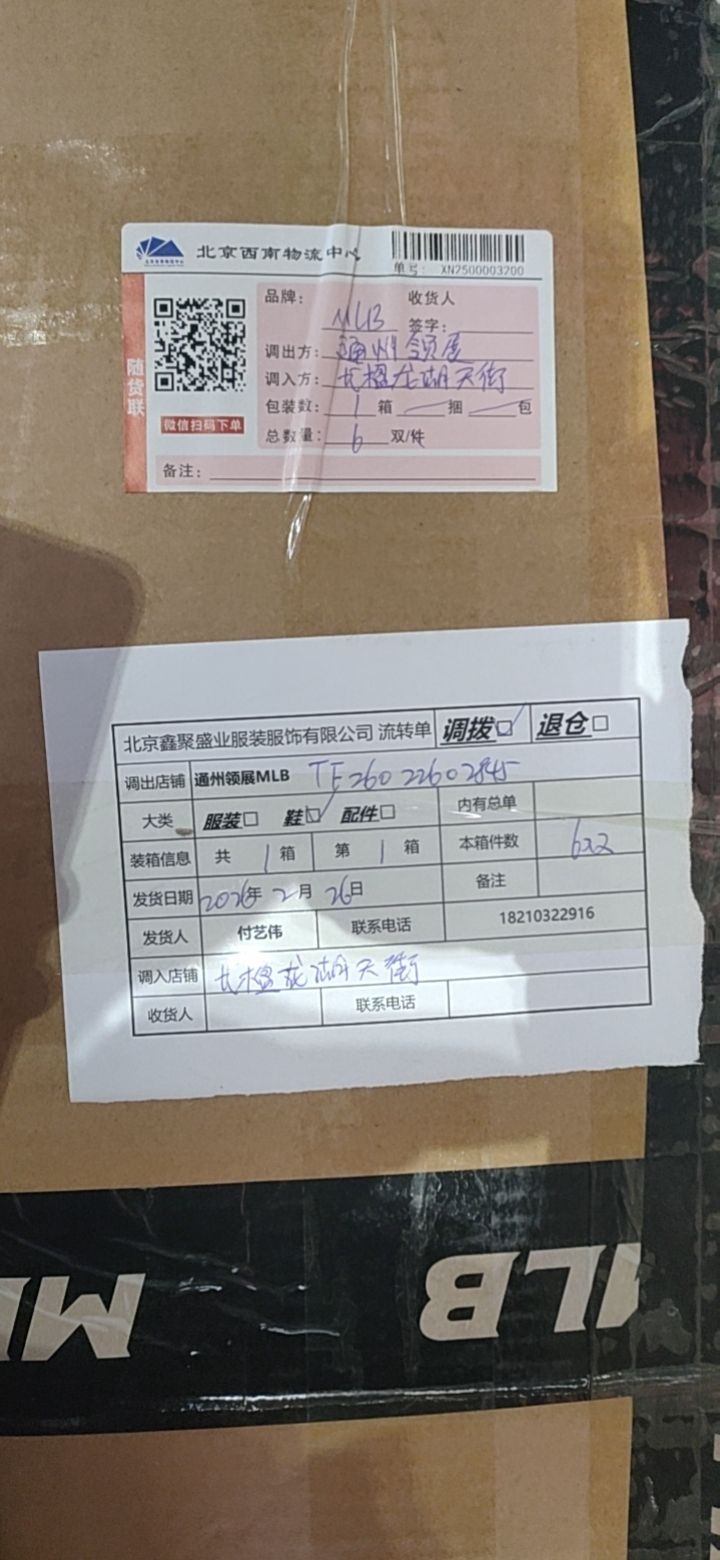 北京西南物流中心
单号: XN2500003200
随货联
微信扫码下单
品牌: MLB 收货人
签字:
调出方: 通州领展
调入方: 长楹龙湖天街
包装数: 1 箱 捆 包
总数量: 6 双/件
备注:
北京鑫聚盛业服装服饰有限公司 流转单 调拨☑ 退仓□
调出店铺 通州领展MLB TF26022602845
大类 服装□ 鞋☑ 配件□ 内有总单
装箱信息 共 1 箱 第 1 箱 本箱件数 6双
发货日期 2026年 2月 26日 备注
发货人 付艺伟 联系电话 18210322916
调入店铺 长楹龙湖天街
收货人 联系电话
MLB